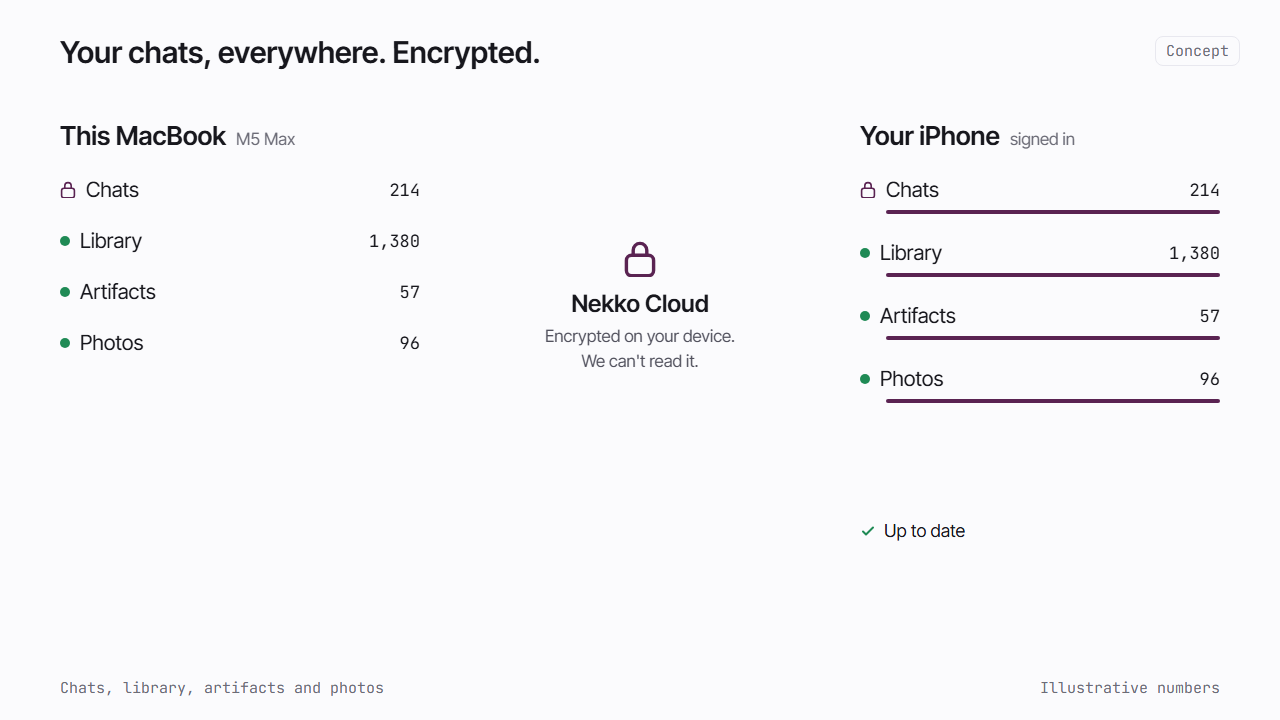 Your chats, everywhere. Encrypted.
Concept
This MacBook M5 Max
Chats 214
Library 1,380
Artifacts 57
Photos 96
Nekko Cloud
Encrypted on your device.
We can't read it.
Your iPhone signed in
Chats 214
Library 1,380
Artifacts 57
Photos 96
Up to date
Chats, library, artifacts and photos
Illustrative numbers